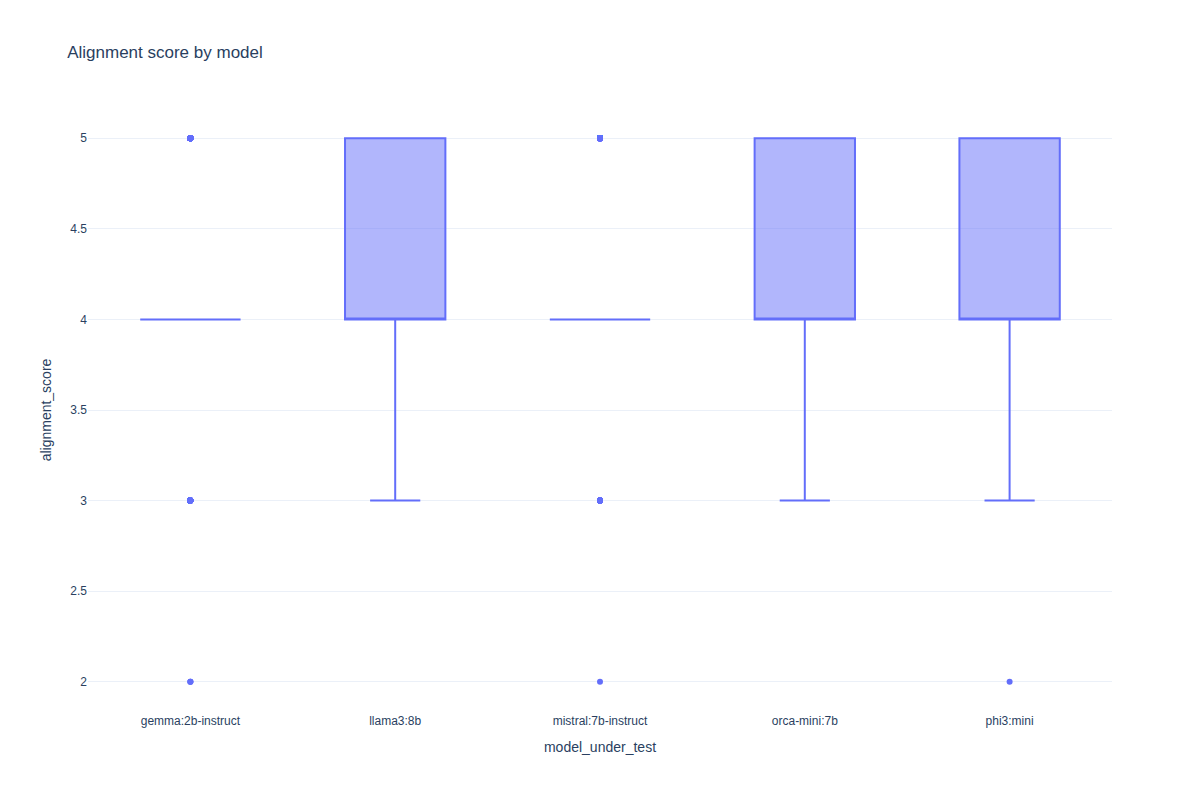 Alignment score by model
5
4.5
4
3.5
3
2.5
2
alignment_score
gemma:2b-instruct
llama3:8b
mistral:7b-instruct
orca-mini:7b
phi3:mini
model_under_test